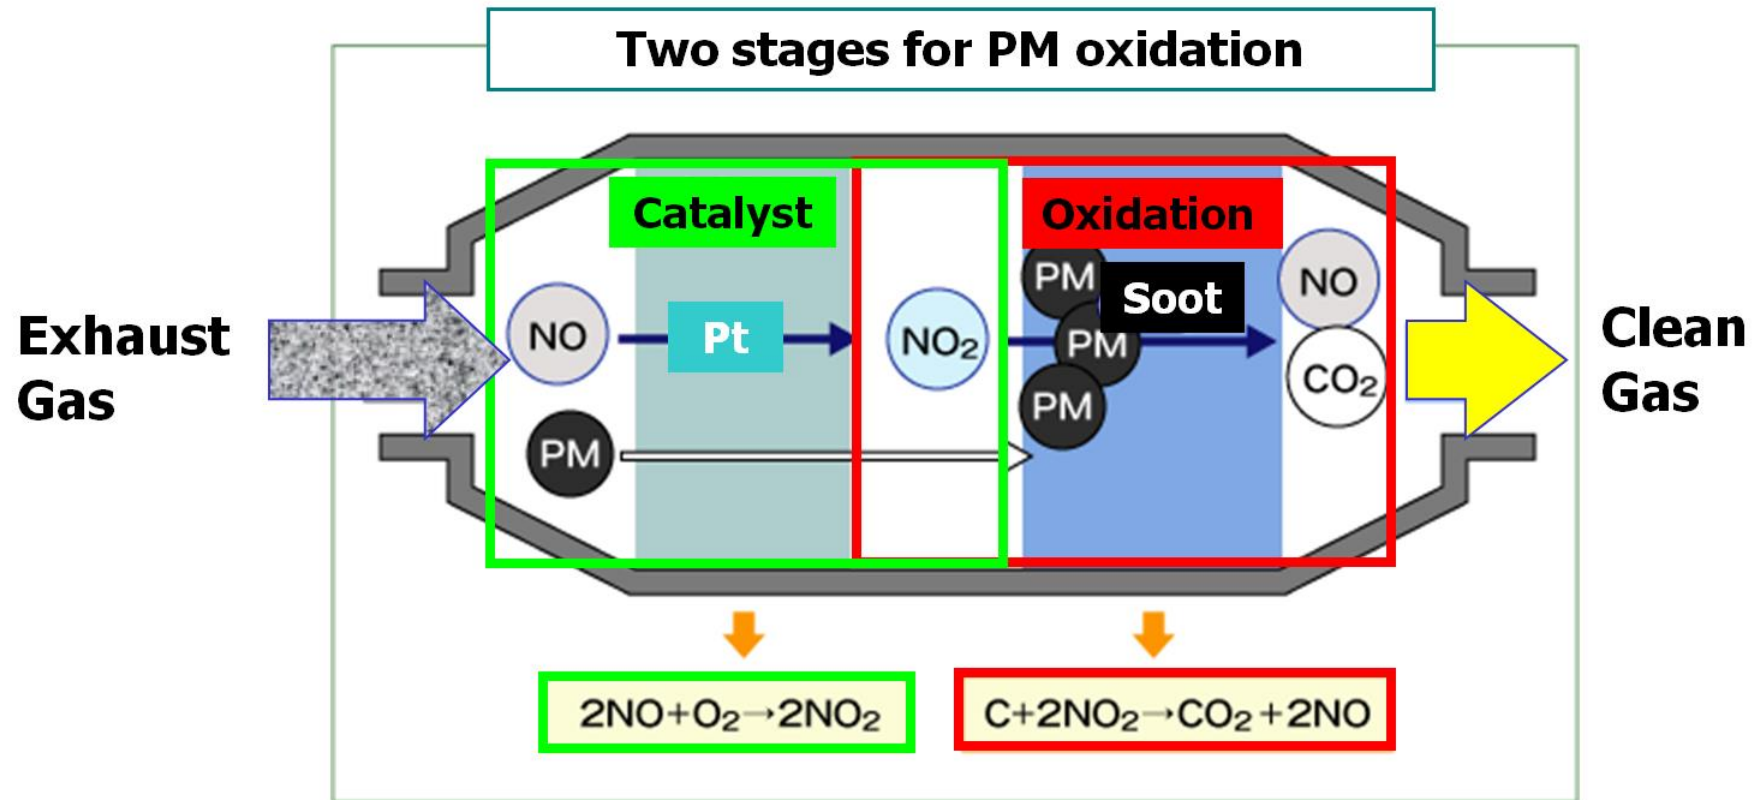 Two stages for PM oxidation
Catalyst
Oxidation
Exhaust
Gas
NO
Pt
NO₂
PM
Soot
PM
PM
NO
CO₂
PM
Clean
Gas
2NO+O₂→2NO₂
C+2NO₂→CO₂+2NO